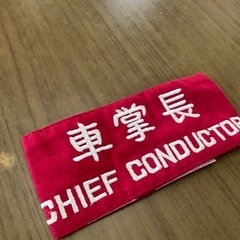 車掌長
CHIEF CONDUCTOR